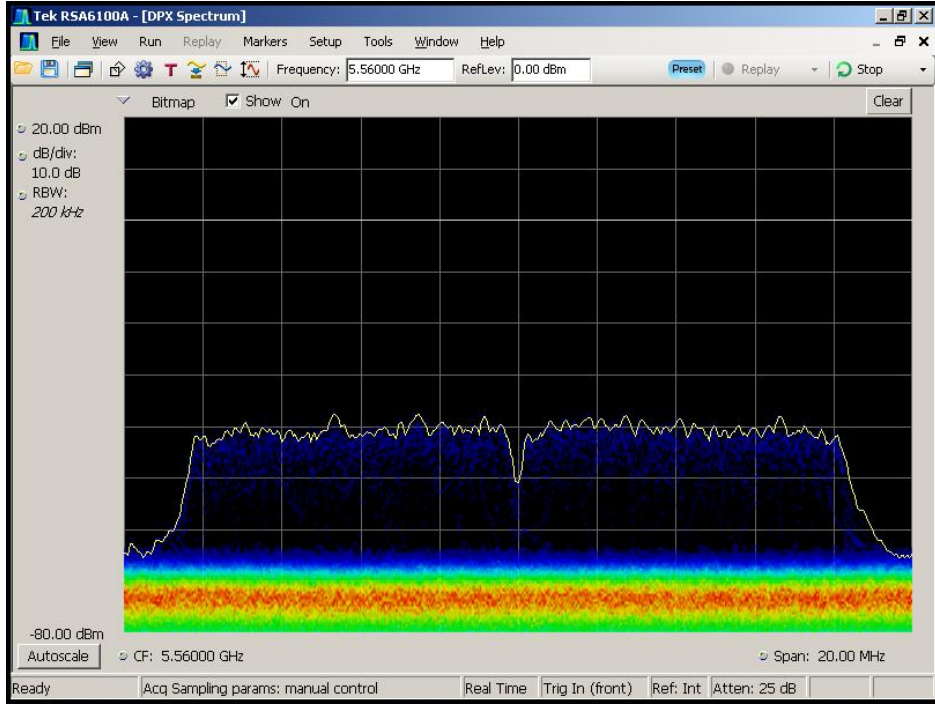 Tek RSA6100A - [DPX Spectrum]
File View Run Replay Markers Setup Tools Window Help
T Frequency: 5.56000 GHz RefLev: 0.00 dBm Preset Replay Stop
Bitmap Show On Clear
20.00 dBm
dB/div:
10.0 dB
RBW:
200 kHz
-80.00 dBm
Autoscale CF: 5.56000 GHz Span: 20.00 MHz
Ready Acq Sampling params: manual control Real Time Trig In (front) Ref: Int Atten: 25 dB